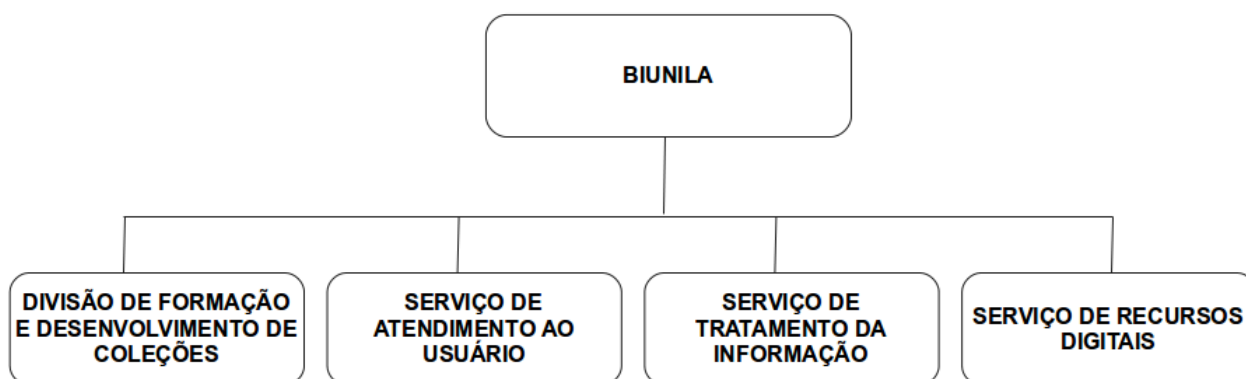 BIUNILA
DIVISÃO DE FORMAÇÃO
E DESENVOLVIMENTO DE
COLEÇÕES
SERVIÇO DE
ATENDIMENTO AO
USUÁRIO
SERVIÇO DE
TRATAMENTO DA
INFORMAÇÃO
SERVIÇO DE RECURSOS
DIGITAIS